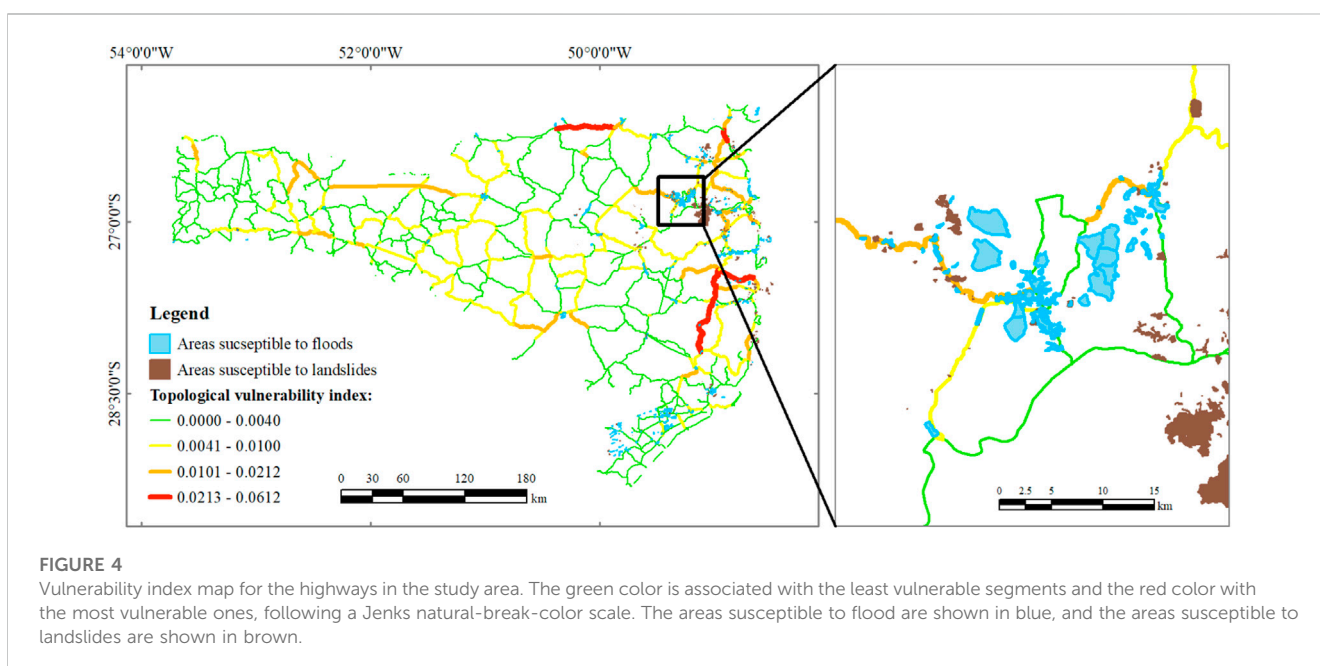 54°0'0"W
52°0'0"W
50°0'0"W
27°0'0"S
28°30'0"S
Legend
Areas sucseptible to floods
Areas susceptible to landslides
Topological vulnerability index:
0.0000 - 0.0040
0.0041 - 0.0100
0.0101 - 0.0212
0.0213 - 0.0612
0 30 60 120 180
km
0 2.5 5 10 15
km
FIGURE 4
Vulnerability index map for the highways in the study area. The green color is associated with the least vulnerable segments and the red color with
the most vulnerable ones, following a Jenks natural-break-color scale. The areas susceptible to flood are shown in blue, and the areas susceptible to
landslides are shown in brown.